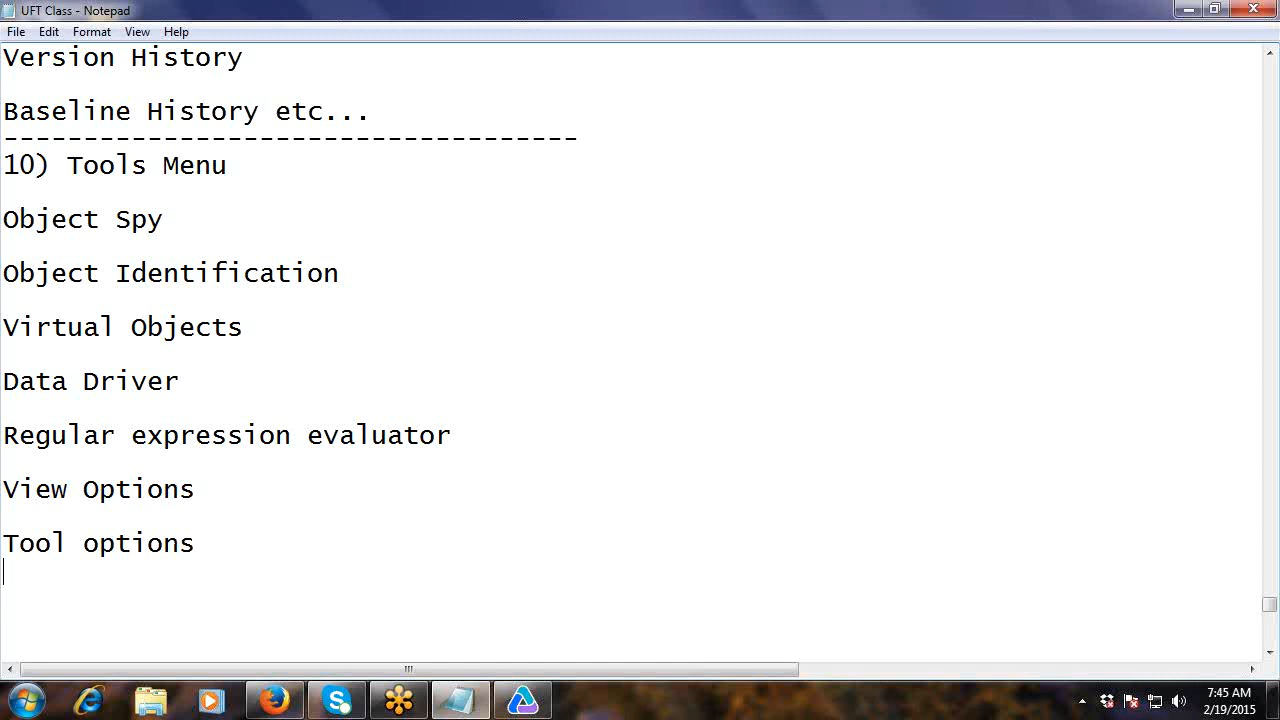 UFT Class - Notepad
File Edit Format View Help
Version History
Baseline History etc...
------------------------------------
10) Tools Menu
Object Spy
Object Identification
Virtual Objects
Data Driver
Regular expression evaluator
View Options
Tool options
7:45 AM
2/19/2015